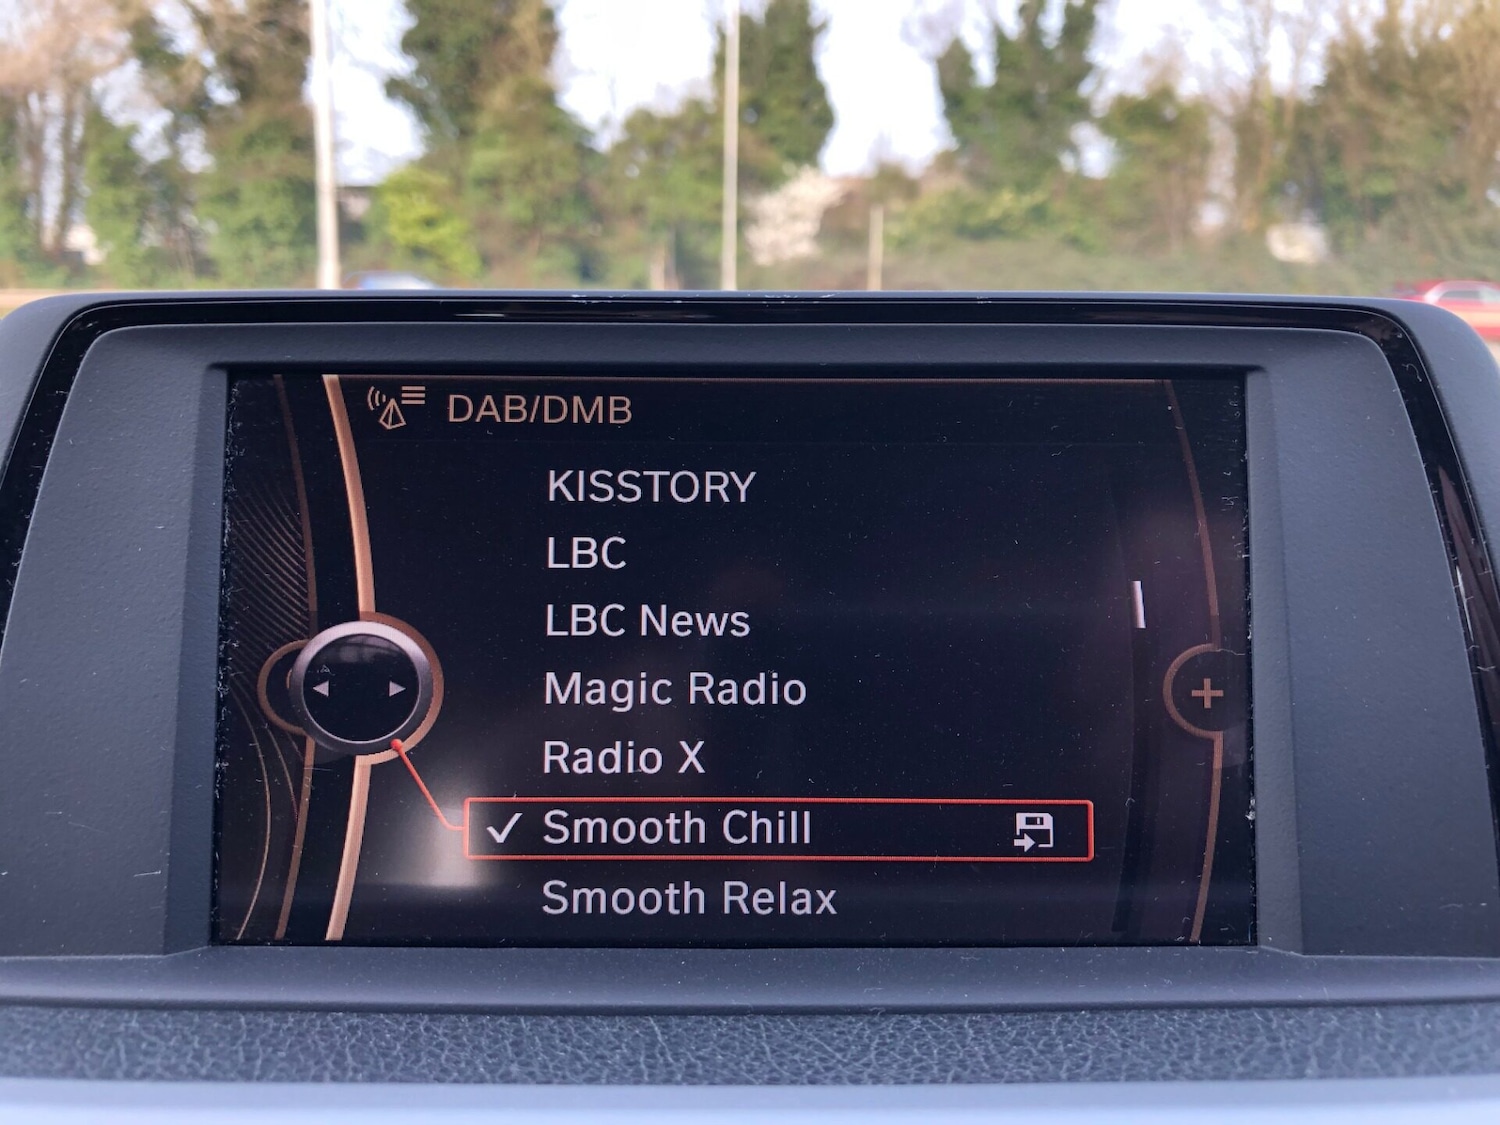 DAB/DMB
KISSTORY
LBC
LBC News
Magic Radio
Radio X
Smooth Chill
Smooth Relax